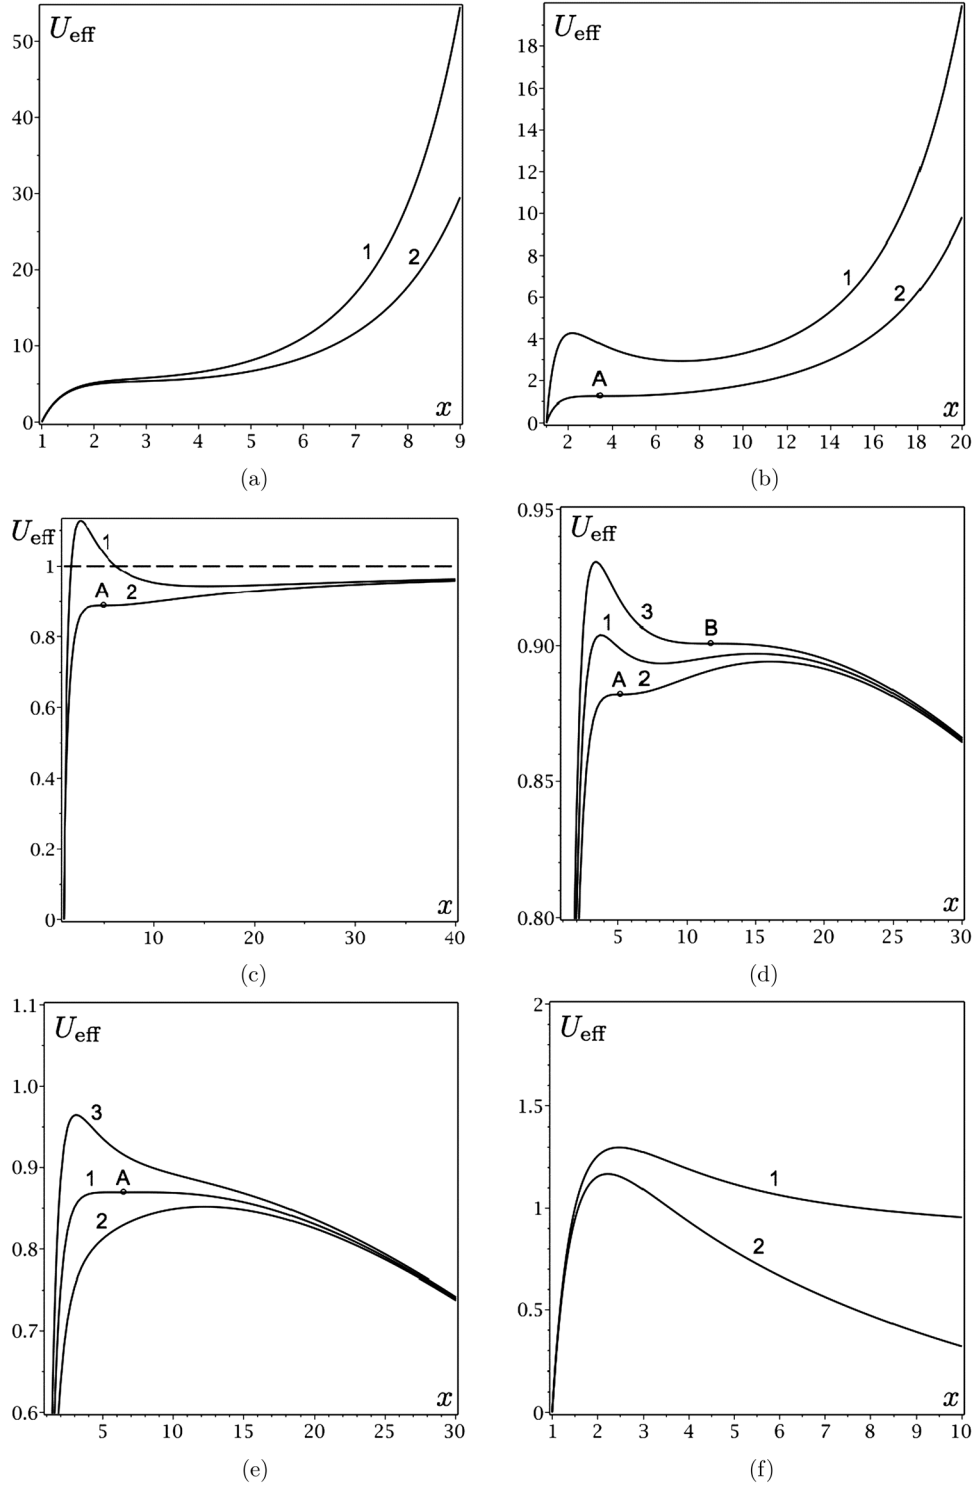 U_eff
50
40
30
20
10
0
1
2
x
1 2 3 4 5 6 7 8 9
(a)
U_eff
18
16
14
12
10
8
6
4
2
0
1
2
A
x
2 4 6 8 10 12 14 16 18 20
(b)
U_eff
1
0.8
0.6
0.4
0.2
0
1
A 2
x
10 20 30 40
(c)
0.95
U_eff
0.90
0.85
0.80
3
1
B
A 2
x
5 10 15 20 25 30
(d)
1.1
U_eff
1.0
0.9
0.8
0.7
0.6
3
1 A
2
x
5 10 15 20 25 30
(e)
2
U_eff
1.5
1
0.5
0
1
2
x
1 2 3 4 5 6 7 8 9 10
(f)